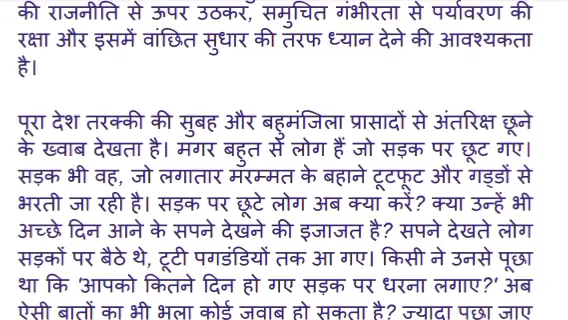 की राजनीति से ऊपर उठकर, समुचित गंभीरता से पर्यावरण की
रक्षा और इसमें वांछित सुधार की तरफ ध्यान देने की आवश्यकता
है।
पूरा देश तरक्की की सुबह और बहुमंजिला प्रासादों से अंतरिक्ष छूने
के ख्वाब देखता है। मगर बहुत से लोग हैं जो सड़क पर छूट गए।
सड़क भी वह, जो लगातार मरम्मत के बहाने टूटफूट और गड्डों से
भरती जा रही है। सड़क पर छूटे लोग अब क्या करें? क्या उन्हें भी
अच्छे दिन आने के सपने देखने की इजाजत है? सपने देखते लोग
सड़कों पर बैठे थे, टूटी पगडंडियों तक आ गए। किसी ने उनसे पूछा
था कि 'आपको कितने दिन हो गए सड़क पर धरना लगाए?' अब
ऐसी बातों का भी भला कोई जवाब हो सकता है? ज्यादा पूछा जाए